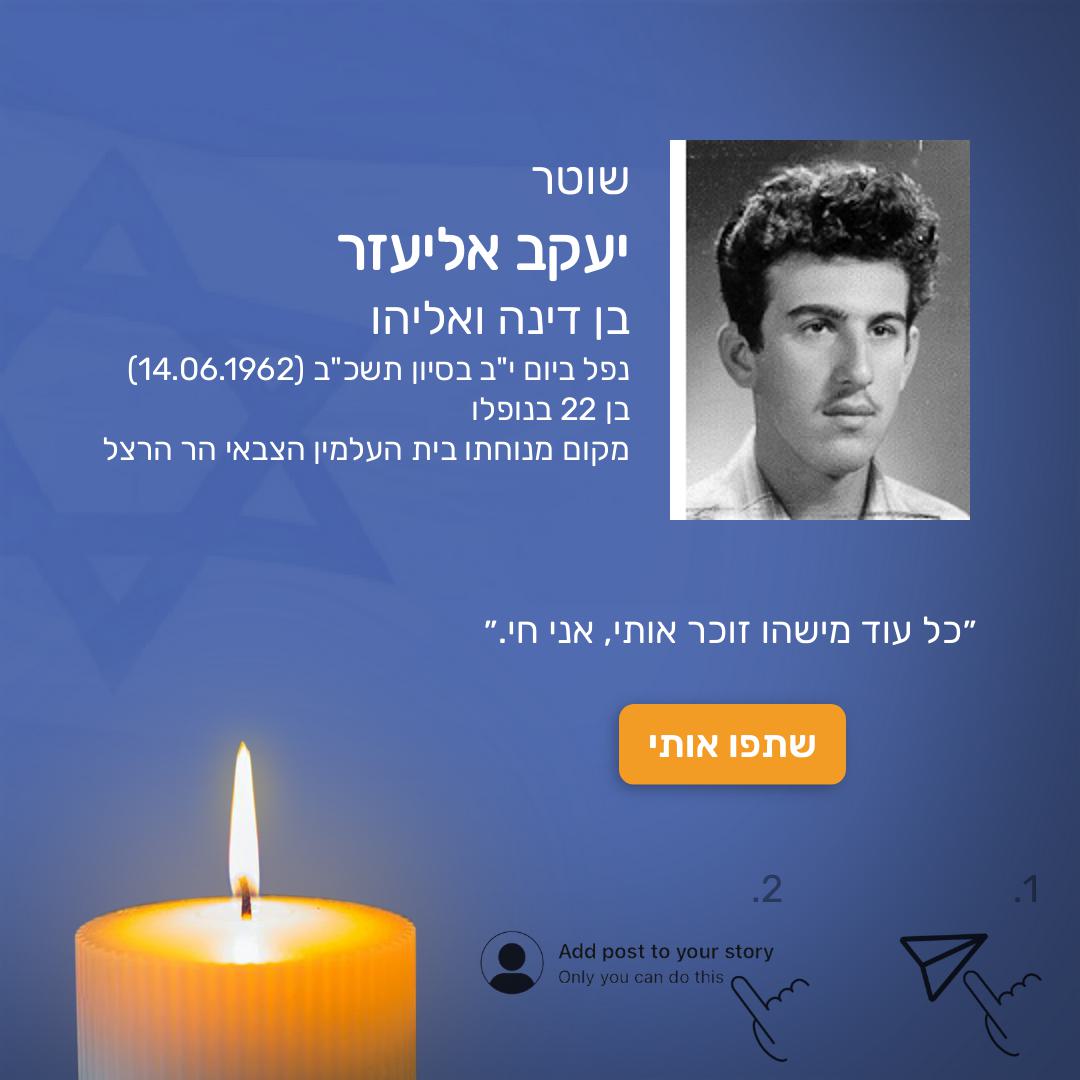 שוטר
יעקב אליעזר
בן דינה ואליהו
נפל ביום י"ב בסיון תשכ"ב (14.06.1962)
בן 22 בנופלו
מקום מנוחתו בית העלמין הצבאי הר הרצל
״כל עוד מישהו זוכר אותי, אני חי.״
שתפו אותי
.1
.2
Add post to your story
Only you can do this